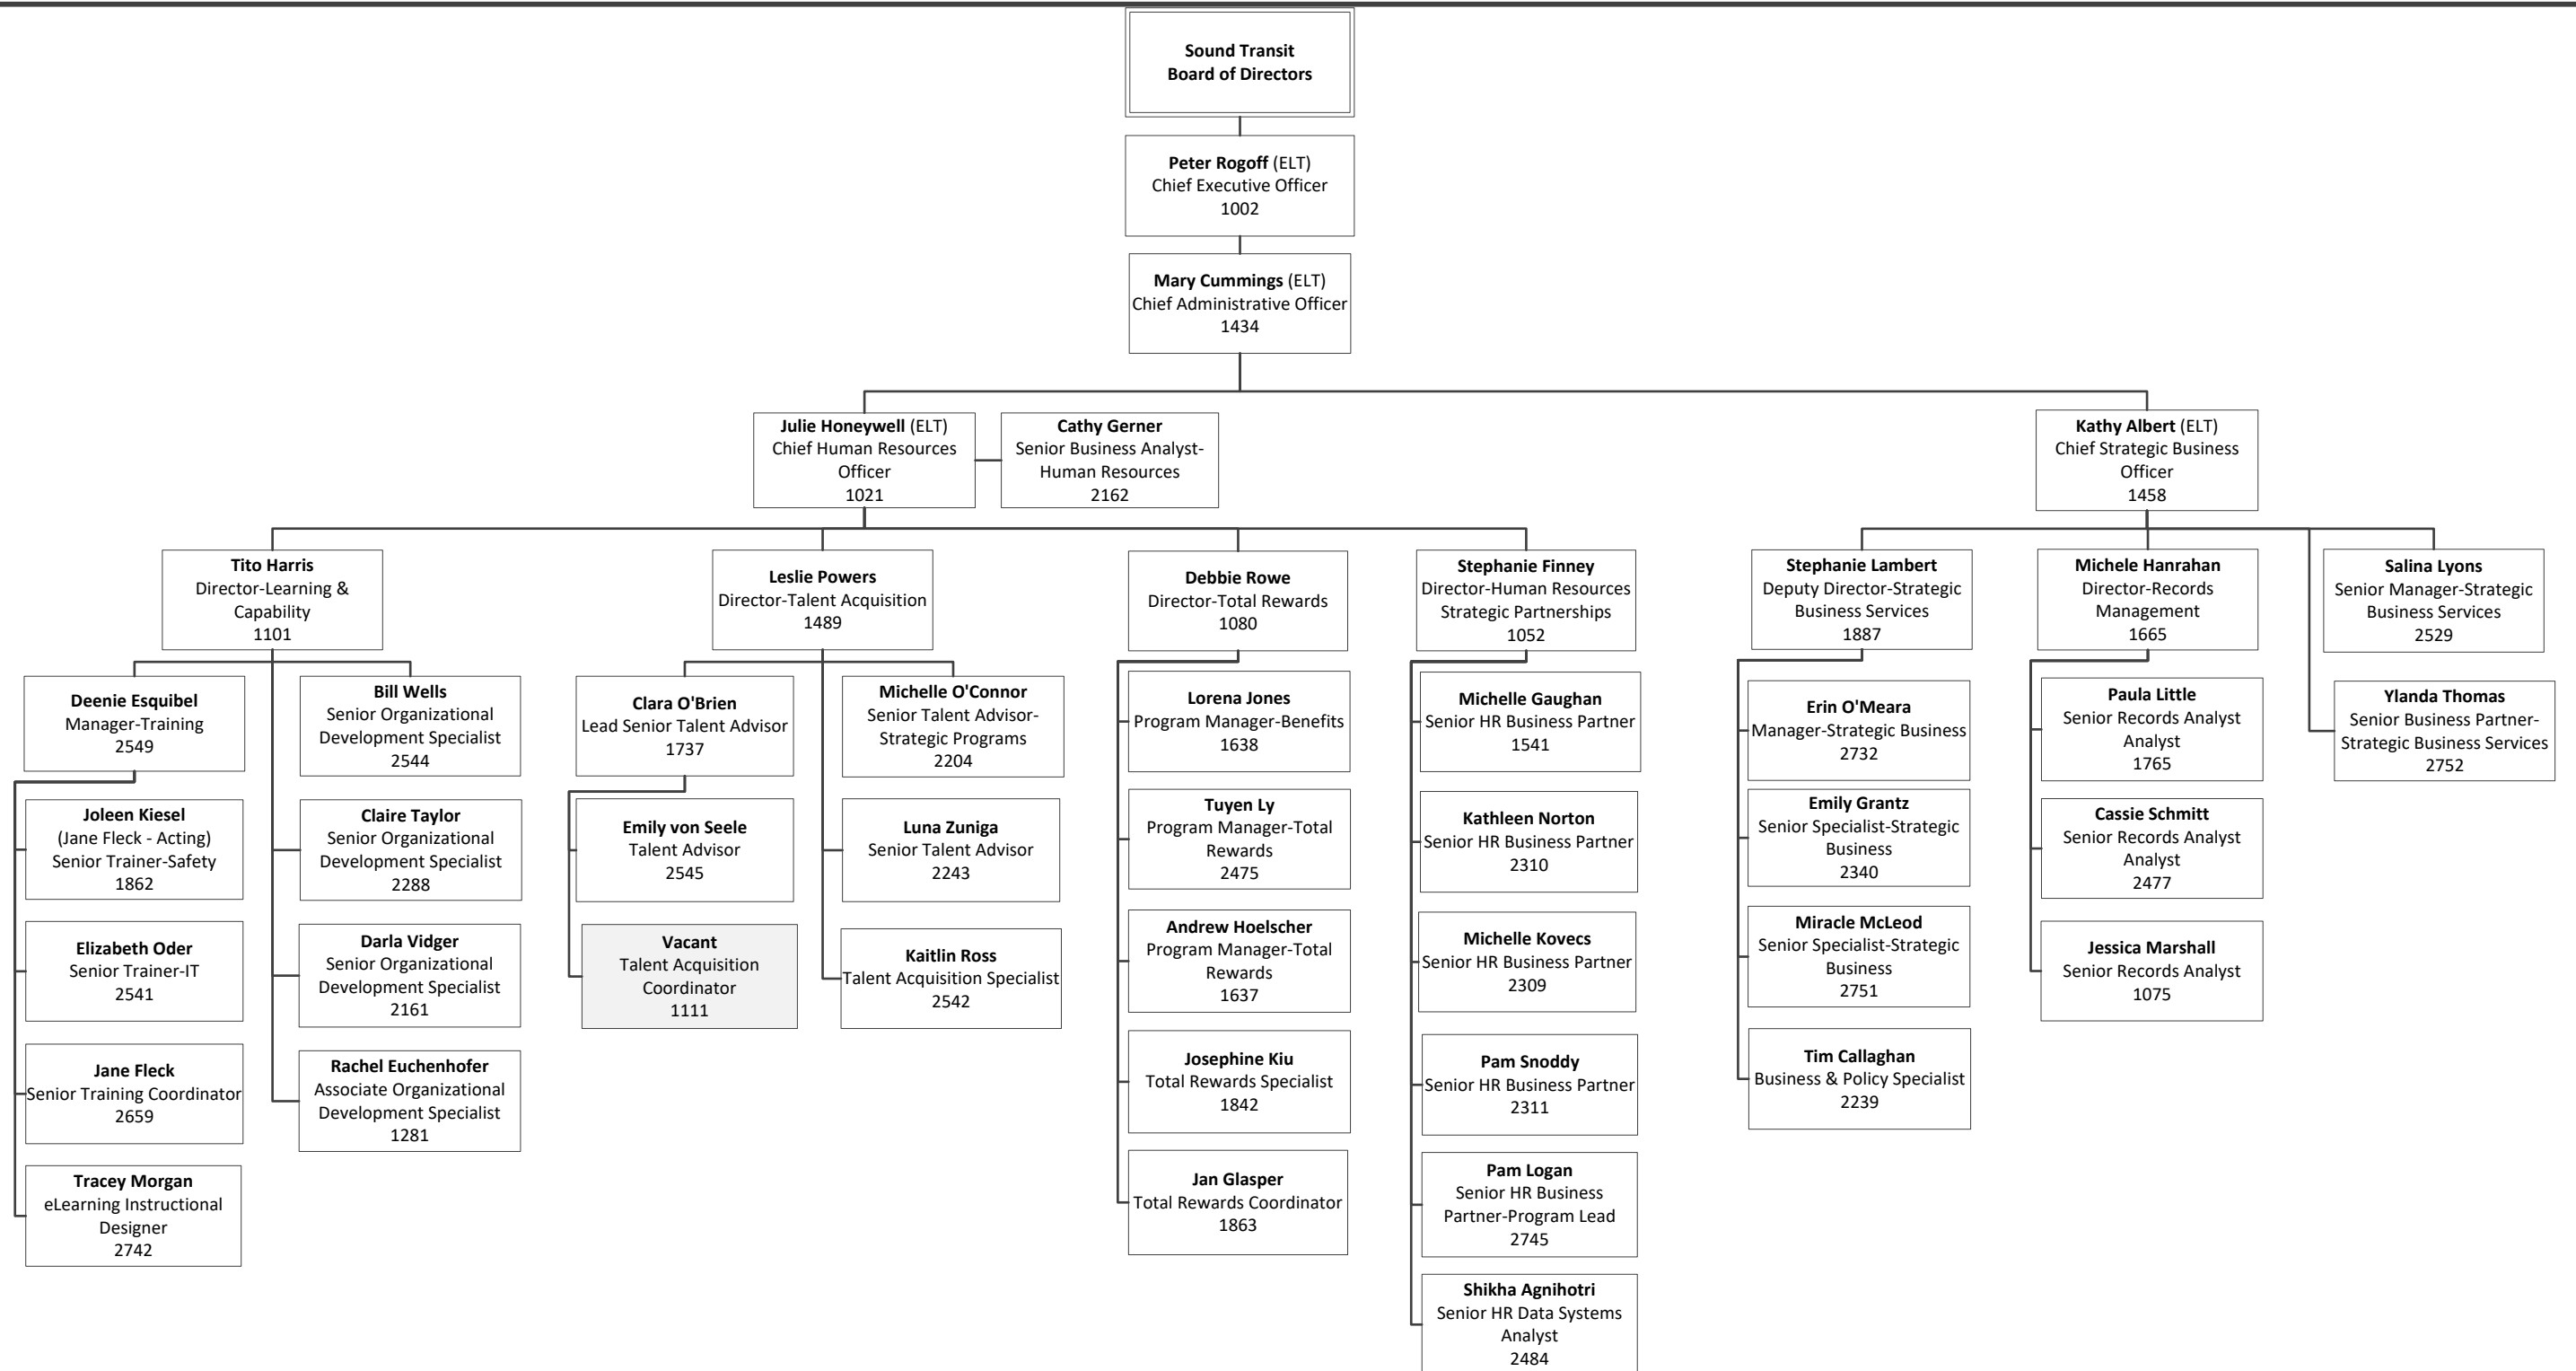 Sound Transit
Board of Directors
Peter Rogoff (ELT)
Chief Executive Officer
1002
Mary Cummings (ELT)
Chief Administrative Officer
1434
Julie Honeywell (ELT)
Chief Human Resources
Officer
1021
Cathy Gerner
Senior Business Analyst-
Human Resources
2162
Kathy Albert (ELT)
Chief Strategic Business
Officer
1458
Tito Harris
Director-Learning &
Capability
1101
Leslie Powers
Director-Talent Acquisition
1489
Debbie Rowe
Director-Total Rewards
1080
Stephanie Finney
Director-Human Resources
Strategic Partnerships
1052
Stephanie Lambert
Deputy Director-Strategic
Business Services
1887
Michele Hanrahan
Director-Records
Management
1665
Salina Lyons
Senior Manager-Strategic
Business Services
2529
Deenie Esquibel
Manager-Training
2549
Bill Wells
Senior Organizational
Development Specialist
2544
Clara O'Brien
Lead Senior Talent Advisor
1737
Michelle O'Connor
Senior Talent Advisor-
Strategic Programs
2204
Lorena Jones
Program Manager-Benefits
1638
Michelle Gaughan
Senior HR Business Partner
1541
Erin O'Meara
Manager-Strategic Business
2732
Paula Little
Senior Records Analyst
Analyst
1765
Ylanda Thomas
Senior Business Partner-
Strategic Business Services
2752
Joleen Kiesel
(Jane Fleck - Acting)
Senior Trainer-Safety
1862
Claire Taylor
Senior Organizational
Development Specialist
2288
Emily von Seele
Talent Advisor
2545
Luna Zuniga
Senior Talent Advisor
2243
Tuyen Ly
Program Manager-Total
Rewards
2475
Kathleen Norton
Senior HR Business Partner
2310
Emily Grantz
Senior Specialist-Strategic
Business
2340
Cassie Schmitt
Senior Records Analyst
Analyst
2477
Elizabeth Oder
Senior Trainer-IT
2541
Darla Vidger
Senior Organizational
Development Specialist
2161
Vacant
Talent Acquisition
Coordinator
1111
Kaitlin Ross
Talent Acquisition Specialist
2542
Andrew Hoelscher
Program Manager-Total
Rewards
1637
Michelle Kovecs
Senior HR Business Partner
2309
Miracle McLeod
Senior Specialist-Strategic
Business
2751
Jessica Marshall
Senior Records Analyst
1075
Jane Fleck
Senior Training Coordinator
2659
Rachel Euchenhofer
Associate Organizational
Development Specialist
1281
Josephine Kiu
Total Rewards Specialist
1842
Pam Snoddy
Senior HR Business Partner
2311
Tim Callaghan
Business & Policy Specialist
2239
Tracey Morgan
eLearning Instructional
Designer
2742
Jan Glasper
Total Rewards Coordinator
1863
Pam Logan
Senior HR Business
Partner-Program Lead
2745
Shikha Agnihotri
Senior HR Data Systems
Analyst
2484